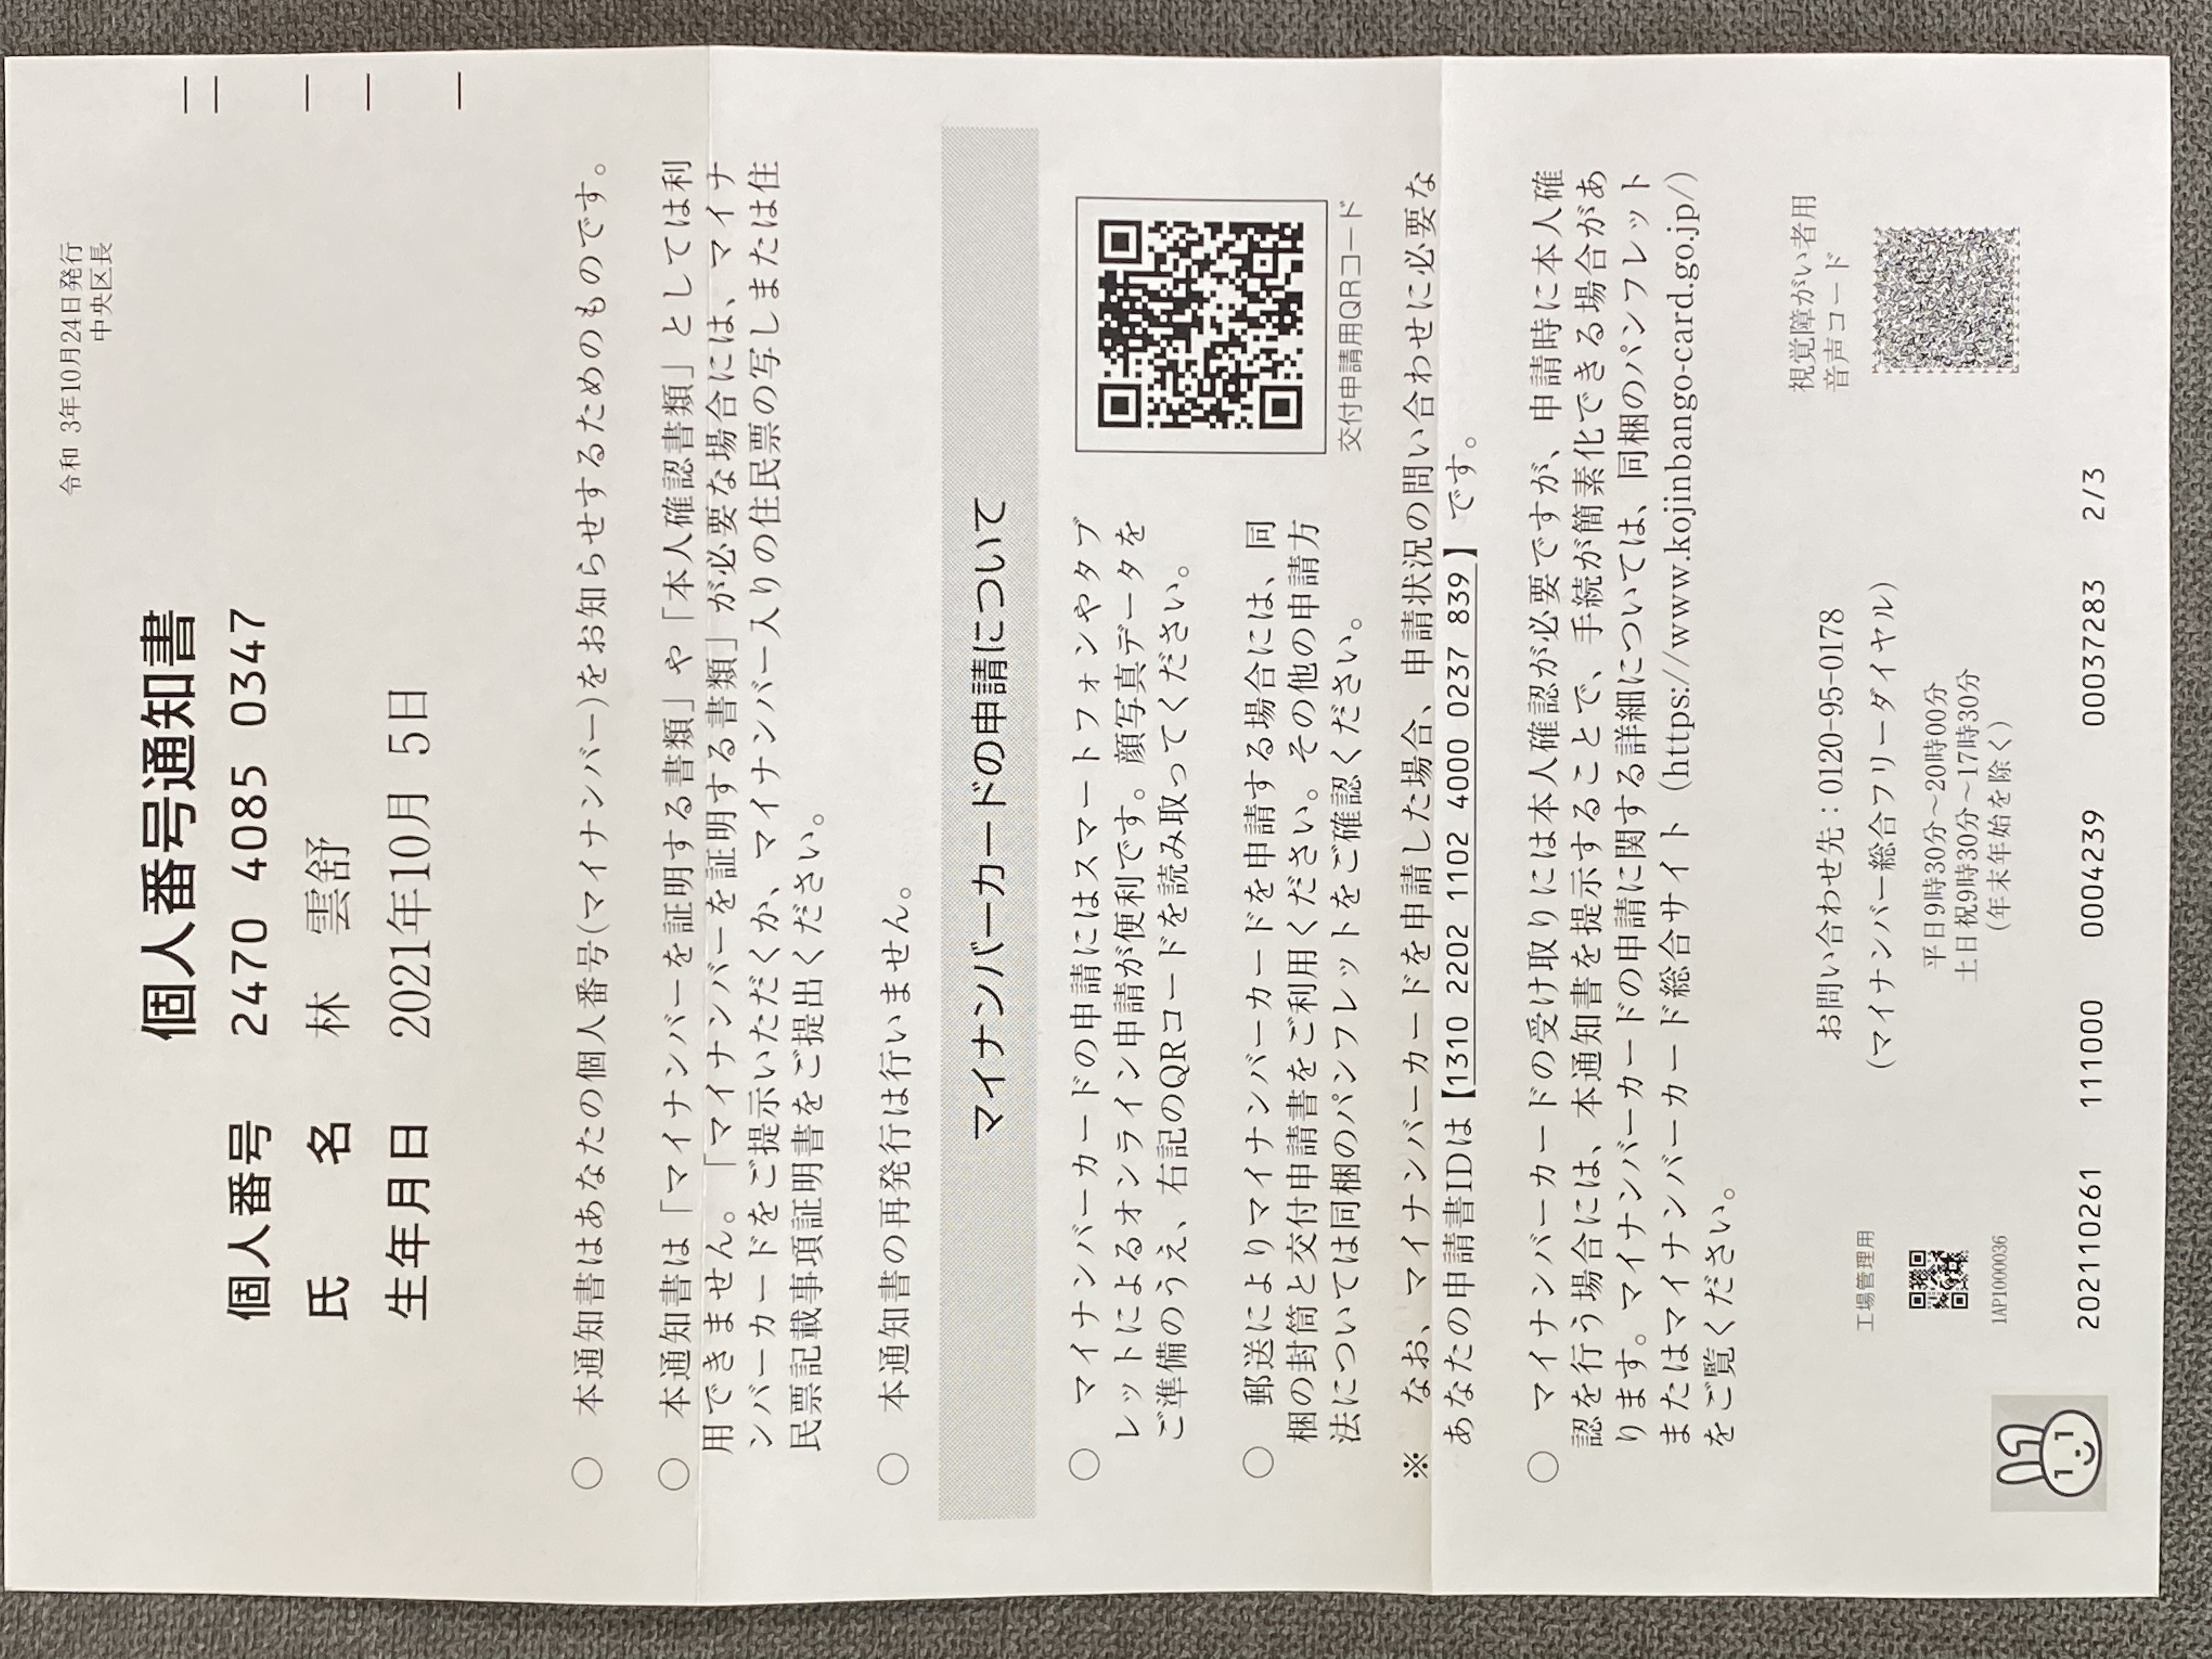 令和 3年10月24日発行
中央区長
個人番号通知書
個人番号 2470 4085 0347
氏 名 林 雲舒
生年月日 2021年10月 5日
○ 本通知書はあなたの個人番号(マイナンバー)をお知らせするためのものです。
○ 本通知書は「マイナンバーを証明する書類」や「本人確認書類」としては利
用できません。「マイナンバーを証明する書類」が必要な場合には、マイナ
ンバーカードをご提示いただくか、マイナンバー入りの住民票の写しまたは住
民票記載事項証明書をご提出ください。
○ 本通知書の再発行は行いません。
マイナンバーカードの申請について
○ マイナンバーカードの申請にはスマートフォンやタブ
レットによるオンライン申請が便利です。顔写真データを
ご準備のうえ、右記のQRコードを読み取ってください。
○ 郵送によりマイナンバーカードを申請する場合には、同
梱の封筒と交付申請書をご利用ください。その他の申請方
法については同梱のパンフレットをご確認ください。
交付申請用QRコード
※ なお、マイナンバーカードを申請した場合、申請状況の問い合わせに必要な
あなたの申請書IDは【1310 2202 1102 4000 0237 839】です。
○ マイナンバーカードの受け取りには本人確認が必要ですが、申請時に本人確
認を行う場合には、本通知書を提示することで、手続が簡素化できる場合があ
ります。マイナンバーカードの申請に関する詳細については、同梱のパンフレット
またはマイナンバーカード総合サイト（https://www.kojinbango-card.go.jp/）
をご覧ください。
お問い合わせ先：0120-95-0178
（マイナンバー総合フリーダイヤル）
平日9時30分～20時00分
土日祝9時30分～17時30分
（年末年始を除く）
視覚障がい者用
音声コード
工場管理用
1AP1000036
202110261 111000 0004239 00037283 2/3